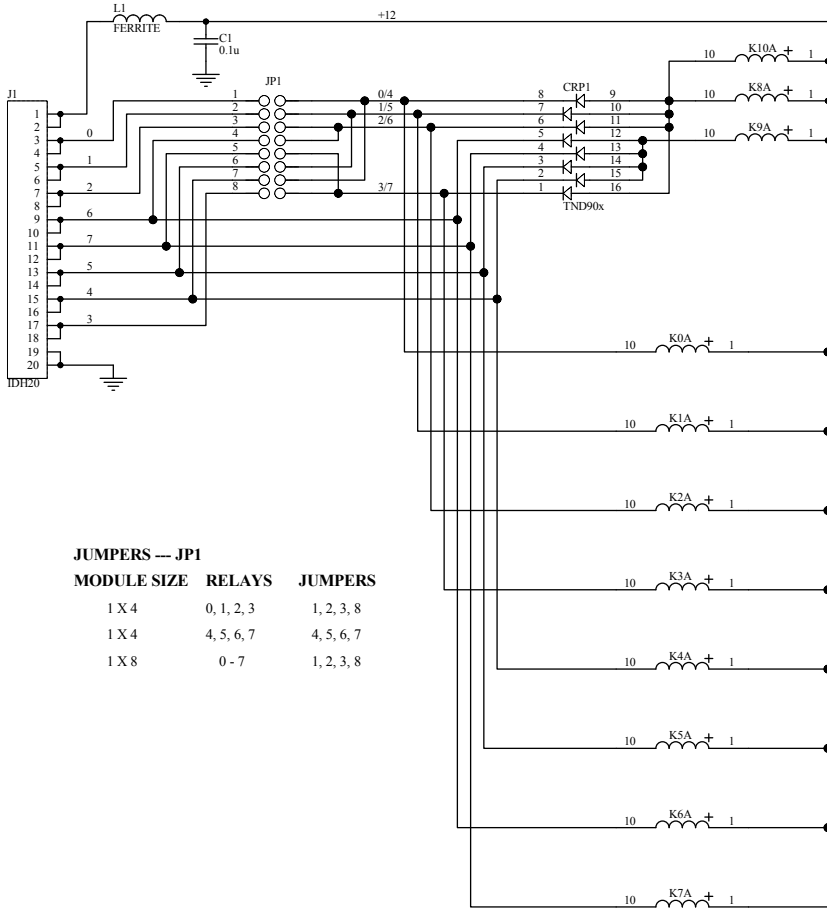 L1
FERRITE
+12
C1
0.1u
10 K10A + 1
10 K8A + 1
10 K9A + 1
J1
JP1
CRP1
1
2
3
4
5
6
7
8
9
10
11
12
13
14
15
16
17
18
19
20
IDH20
0
1
2
6
7
5
4
3
1
2
3
4
5
6
7
8
0/4
1/5
2/6
3/7
8 9
7 10
6 11
5 12
4 13
3 14
2 15
1 16
TND90x
10 K0A + 1
10 K1A + 1
10 K2A + 1
10 K3A + 1
10 K4A + 1
10 K5A + 1
10 K6A + 1
10 K7A + 1
JUMPERS --- JP1
MODULE SIZE RELAYS JUMPERS
1 X 4 0, 1, 2, 3 1, 2, 3, 8
1 X 4 4, 5, 6, 7 4, 5, 6, 7
1 X 8 0 - 7 1, 2, 3, 8